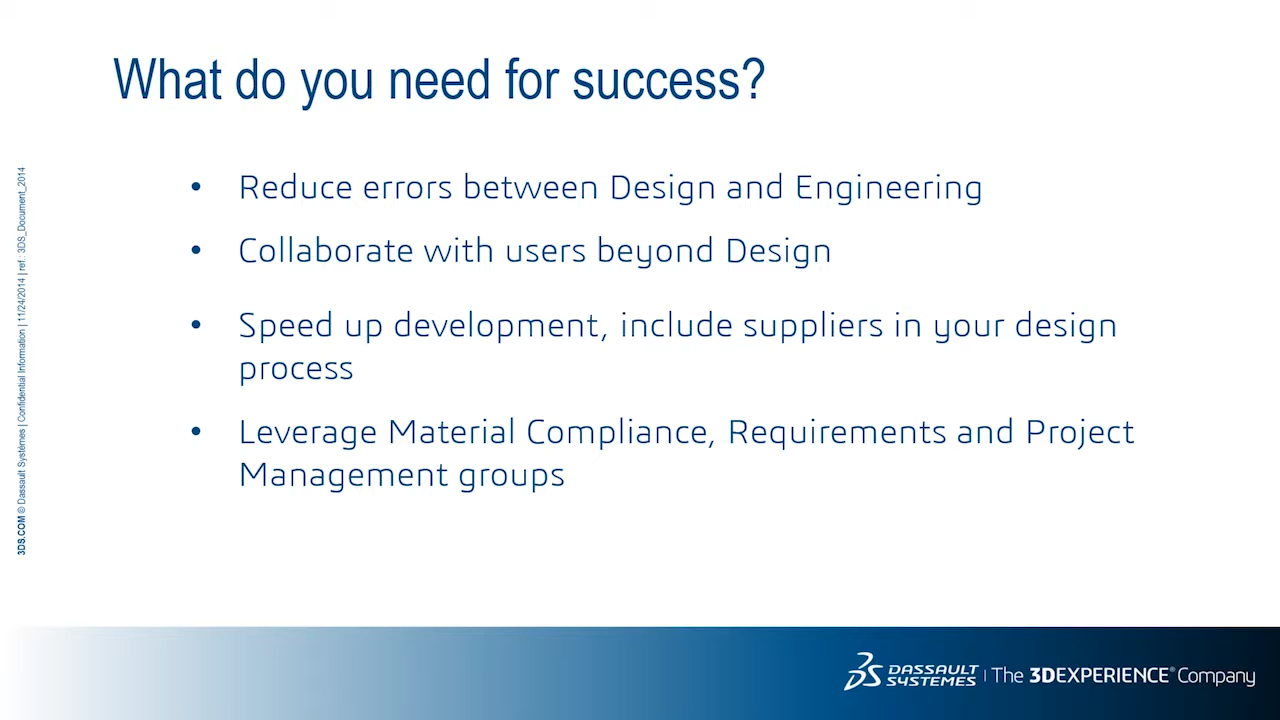 What do you need for success?
• Reduce errors between Design and Engineering
• Collaborate with users beyond Design
• Speed up development, include suppliers in your design
process
• Leverage Material Compliance, Requirements and Project
Management groups
3DS.COM © Dassault Systèmes | Confidential Information | 11/24/2014 | ref.: 3DS_Document_2014
DASSAULT
SYSTEMES | The 3DEXPERIENCE® Company